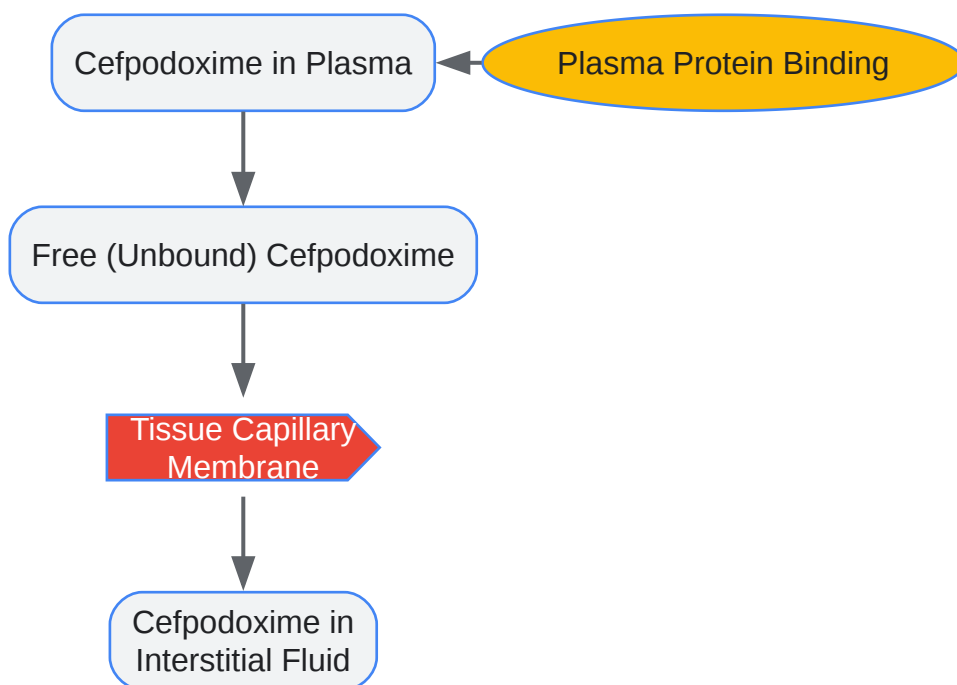 Cefpodoxime in Plasma
Plasma Protein Binding
Free (Unbound) Cefpodoxime
Tissue Capillary
Membrane
Cefpodoxime in
Interstitial Fluid